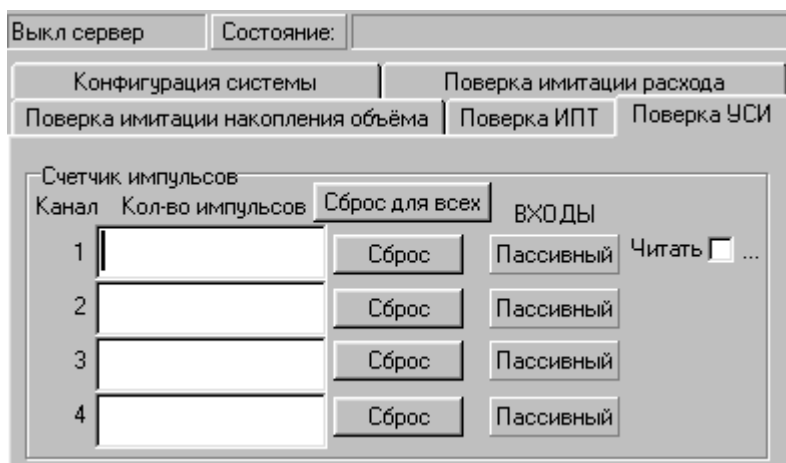 Выкл сервер Состояние:
Конфигурация системы Поверка имитации расхода
Поверка имитации накопления объёма Поверка ИПТ Поверка УСИ
Счетчик импульсов
Канал Кол-во импульсов Сброс для всех ВХОДЫ
1 Сброс Пассивный Читать ...
2 Сброс Пассивный
3 Сброс Пассивный
4 Сброс Пассивный